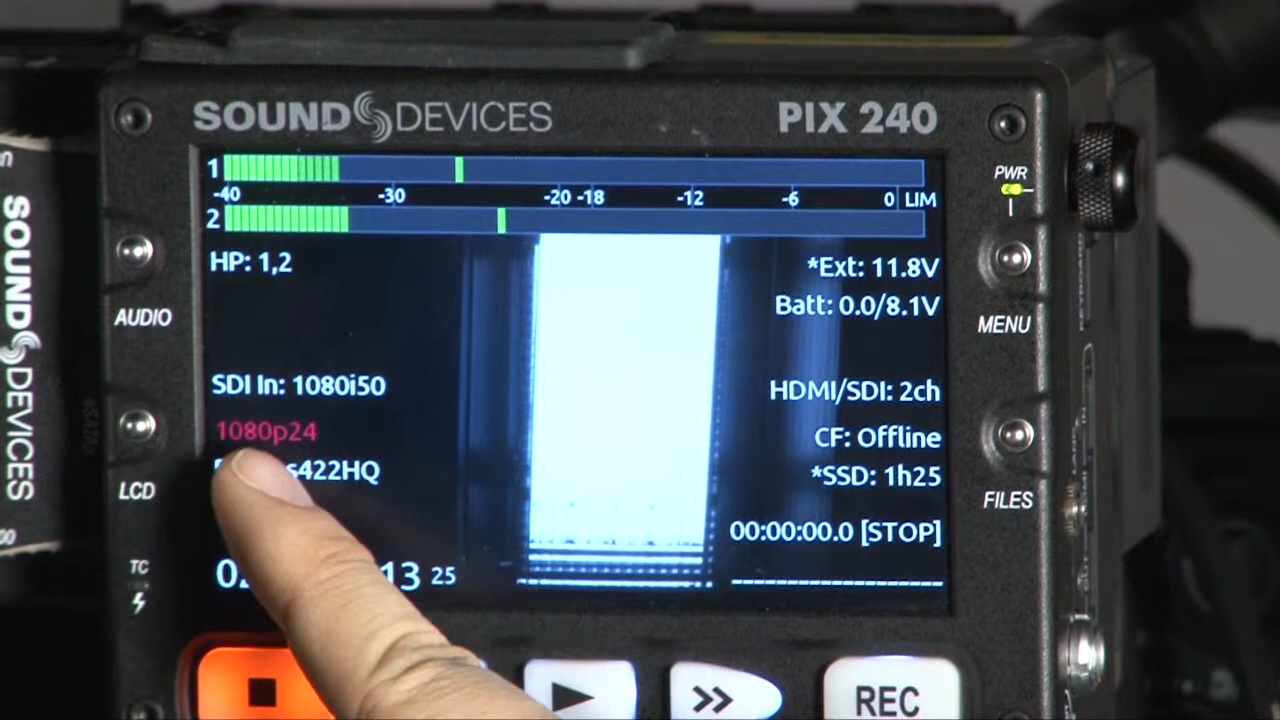 SOUND DEVICES
PIX 240
1
-40 -30 -20 -18 -12 -6 0 LIM
2
HP: 1,2
*Ext: 11.8V
Batt: 0.0/8.1V
SDI In: 1080i50
HDMI/SDI: 2ch
1080p24
CF: Offline
s422HQ
*SSD: 1h25
00:00:00.0 [STOP]
13 25
PWR
AUDIO
MENU
LCD
FILES
TC
REC
SOUND DEVICES